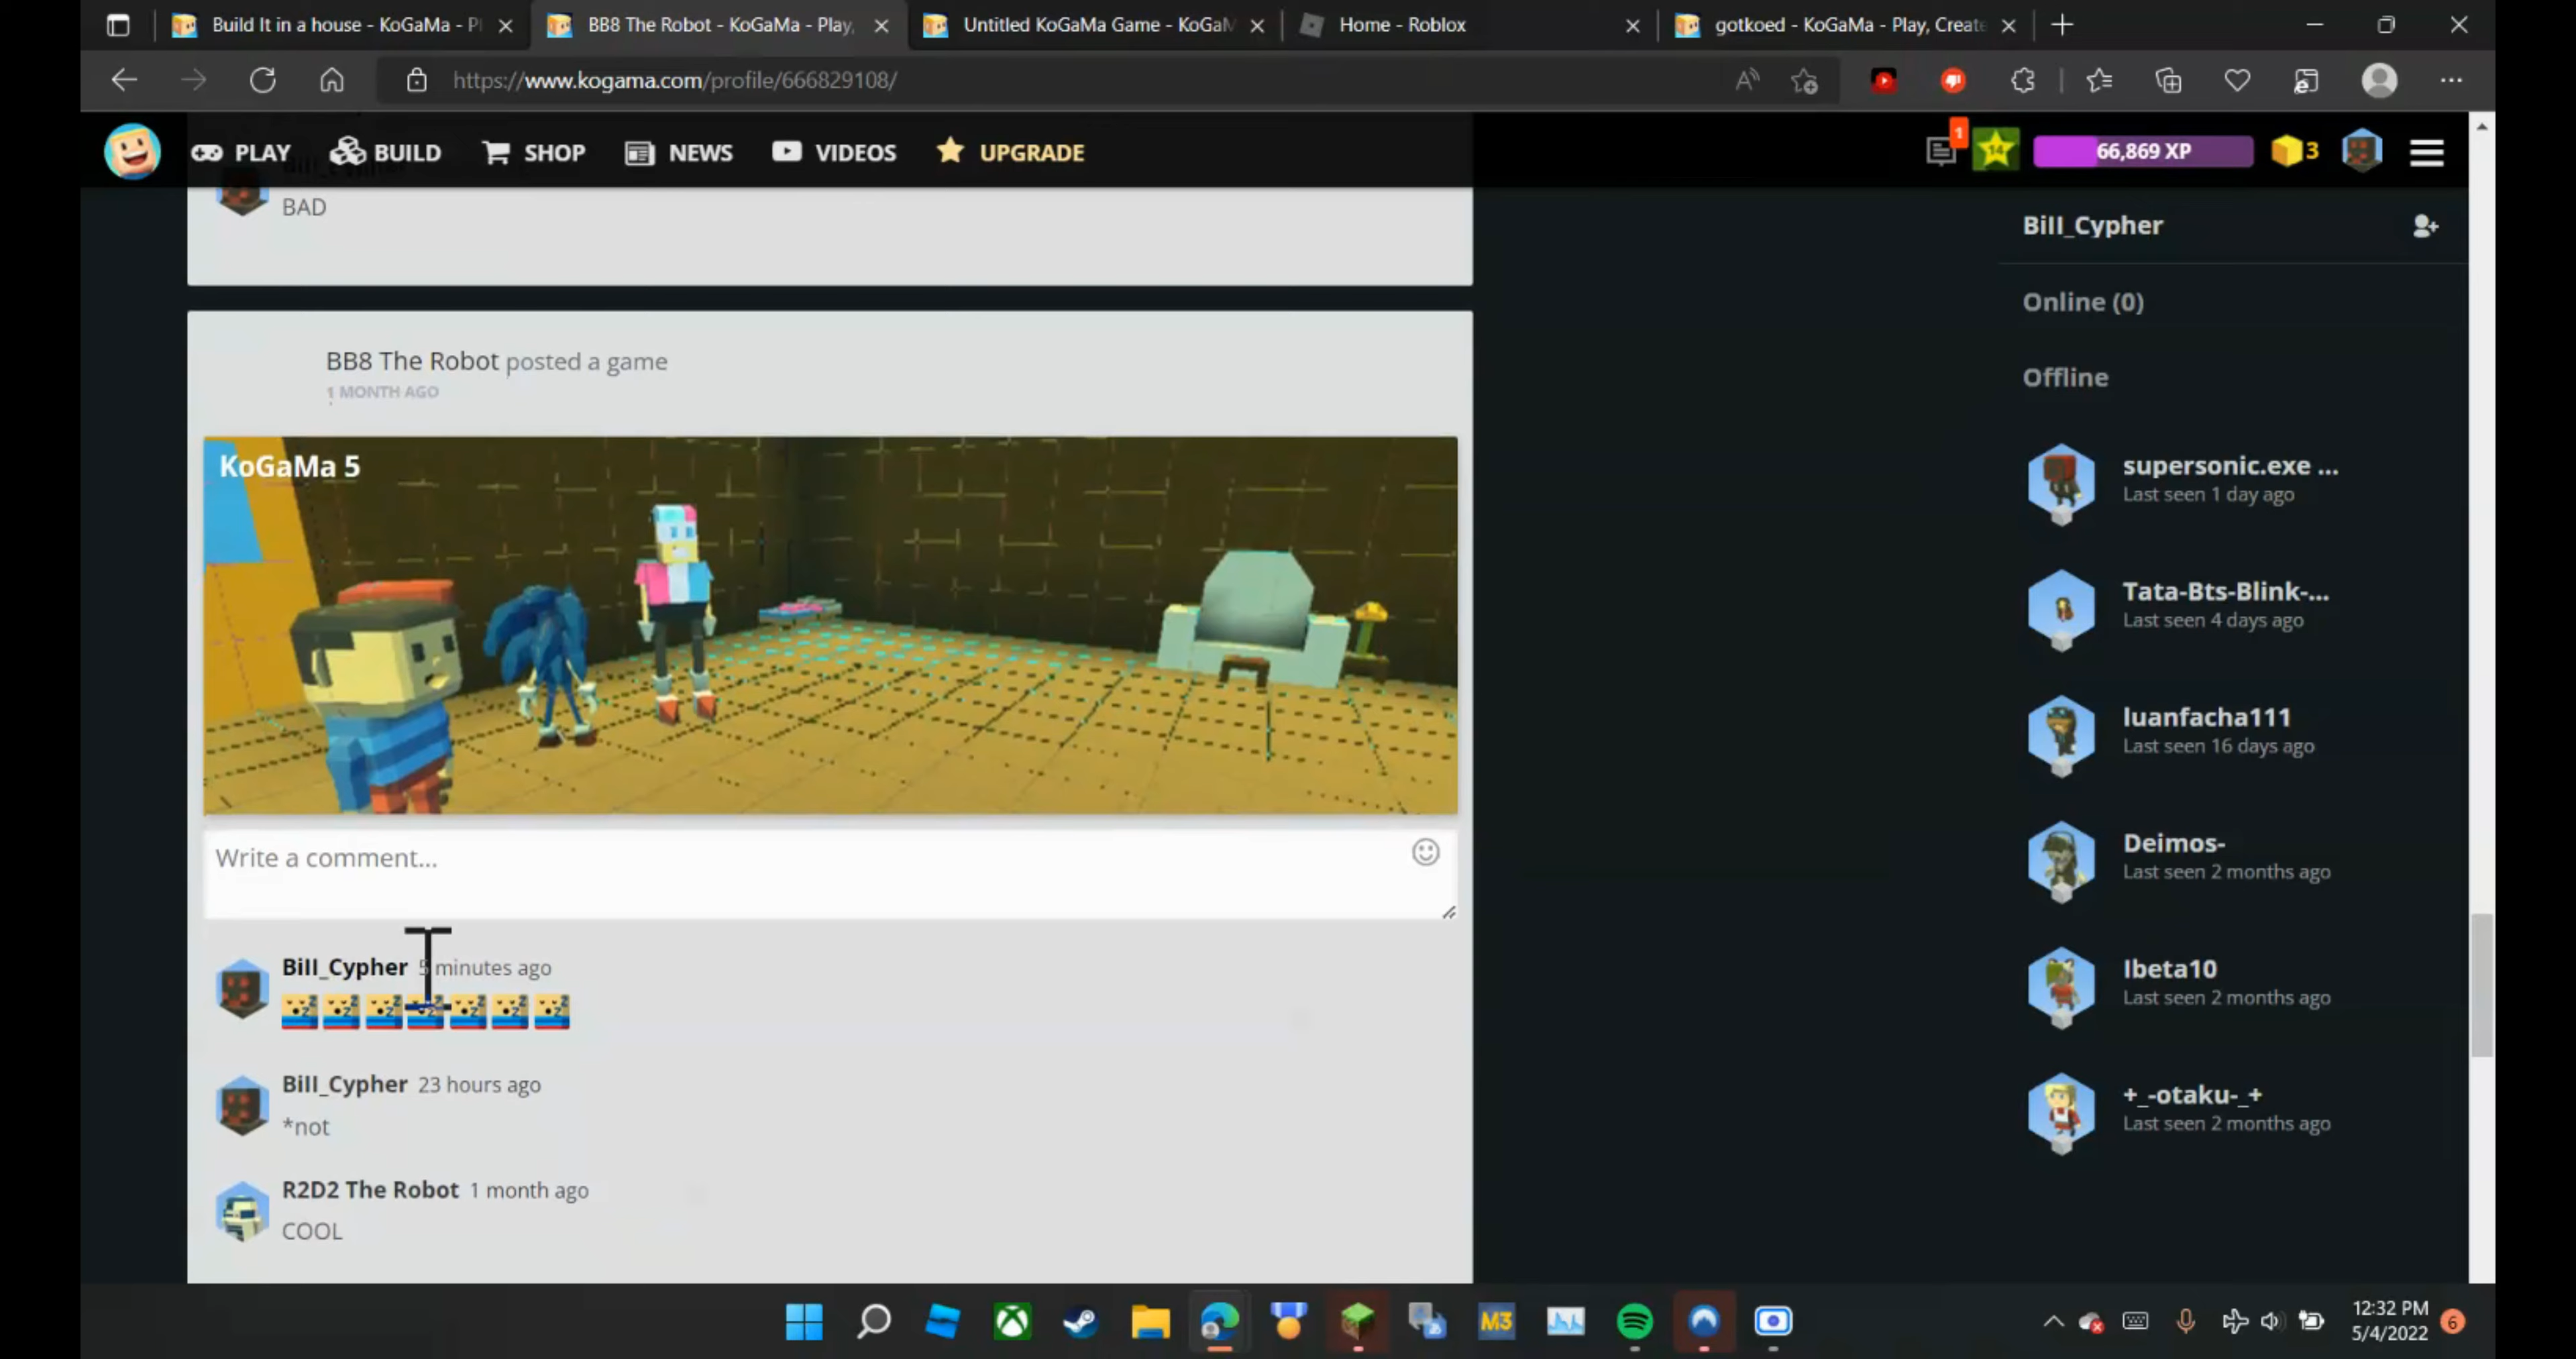 Build It in a house - KoGaMa - Pl
BB8 The Robot - KoGaMa - Play,
Untitled KoGaMa Game - KoGaM
Home - Roblox
gotkoed - KoGaMa - Play, Create
https://www.kogama.com/profile/666829108/
PLAY
BUILD
SHOP
NEWS
VIDEOS
UPGRADE
1
14
66,869 XP
3
BAD
BB8 The Robot posted a game
1 MONTH AGO
KoGaMa 5
Write a comment...
Bill_Cypher 5 minutes ago
Bill_Cypher 23 hours ago
*not
R2D2 The Robot 1 month ago
COOL
Bill_Cypher
Online (0)
Offline
supersonic.exe ...
Last seen 1 day ago
Tata-Bts-Blink-...
Last seen 4 days ago
luanfacha111
Last seen 16 days ago
Deimos-
Last seen 2 months ago
lbeta10
Last seen 2 months ago
+_-otaku-_+
Last seen 2 months ago
M3
12:32 PM
5/4/2022
6